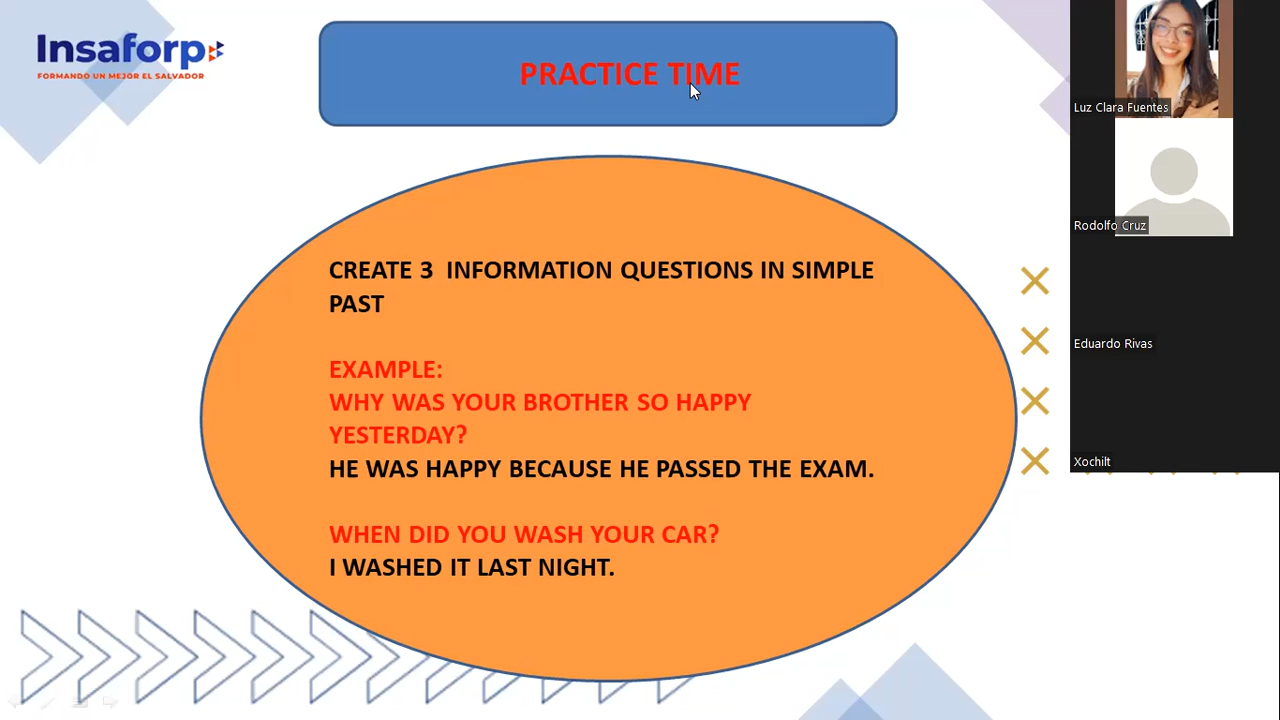 Insaforp
FORMANDO UN MEJOR EL SALVADOR
PRACTICE TIME
CREATE 3  INFORMATION QUESTIONS IN SIMPLE
PAST
EXAMPLE:
WHY WAS YOUR BROTHER SO HAPPY
YESTERDAY?
HE WAS HAPPY BECAUSE HE PASSED THE EXAM.
WHEN DID YOU WASH YOUR CAR?
I WASHED IT LAST NIGHT.
Luz Clara Fuentes
Rodolfo Cruz
Eduardo Rivas
Xochilt